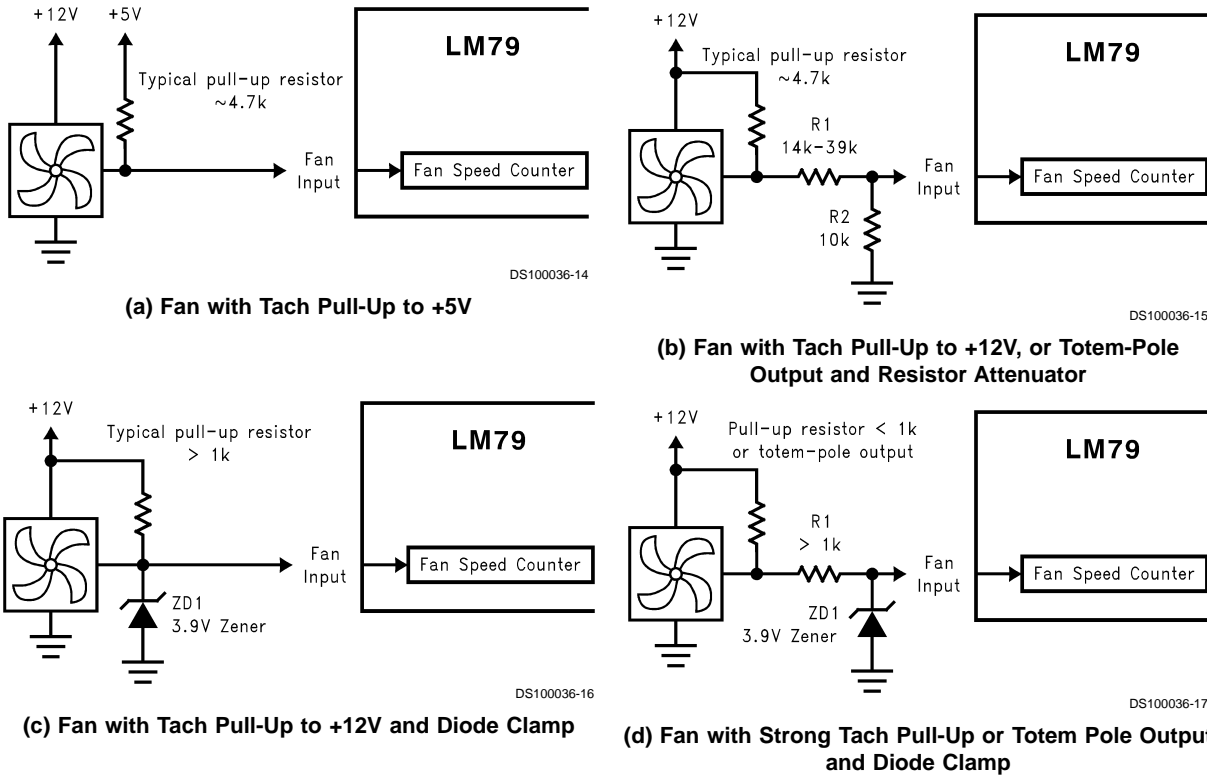 +12V
+5V
Typical pull-up resistor
~4.7k
Fan
Input
LM79
Fan Speed Counter
DS100036-14
(a) Fan with Tach Pull-Up to +5V
+12V
Typical pull-up resistor
~4.7k
R1
14k-39k
R2
10k
Fan
Input
LM79
Fan Speed Counter
DS100036-15
(b) Fan with Tach Pull-Up to +12V, or Totem-Pole
Output and Resistor Attenuator
+12V
Typical pull-up resistor
> 1k
ZD1
3.9V Zener
Fan
Input
LM79
Fan Speed Counter
DS100036-16
(c) Fan with Tach Pull-Up to +12V and Diode Clamp
+12V
Pull-up resistor < 1k
or totem-pole output
R1
> 1k
ZD1
3.9V Zener
Fan
Input
LM79
Fan Speed Counter
DS100036-17
(d) Fan with Strong Tach Pull-Up or Totem Pole Output
and Diode Clamp